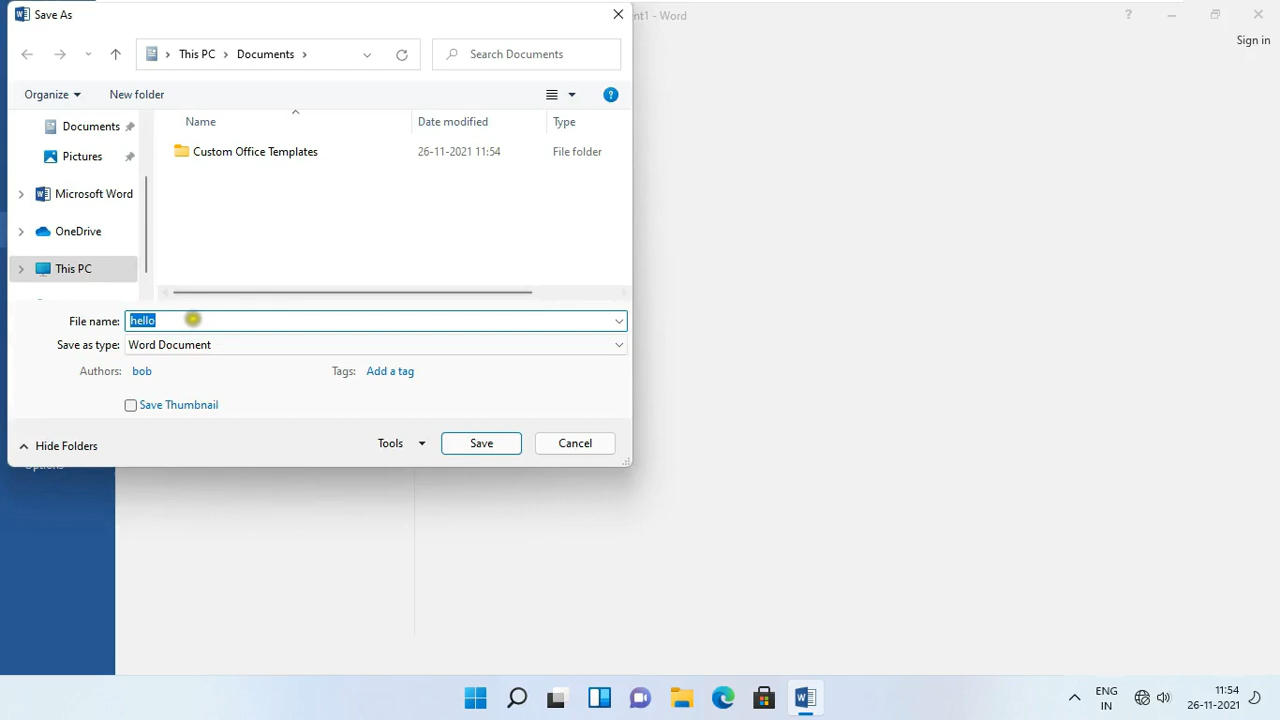 Save As
nt1 - Word
Sign in
This PC
Documents
Search Documents
Organize
New folder
Name
Date modified
Type
Documents
Pictures
Microsoft Word
OneDrive
This PC
Custom Office Templates
26-11-2021 11:54
File folder
File name: hello
Save as type: Word Document
Authors: bob
Tags: Add a tag
Save Thumbnail
Hide Folders
Tools
Save
Cancel
ENG
IN
11:54
26-11-2021